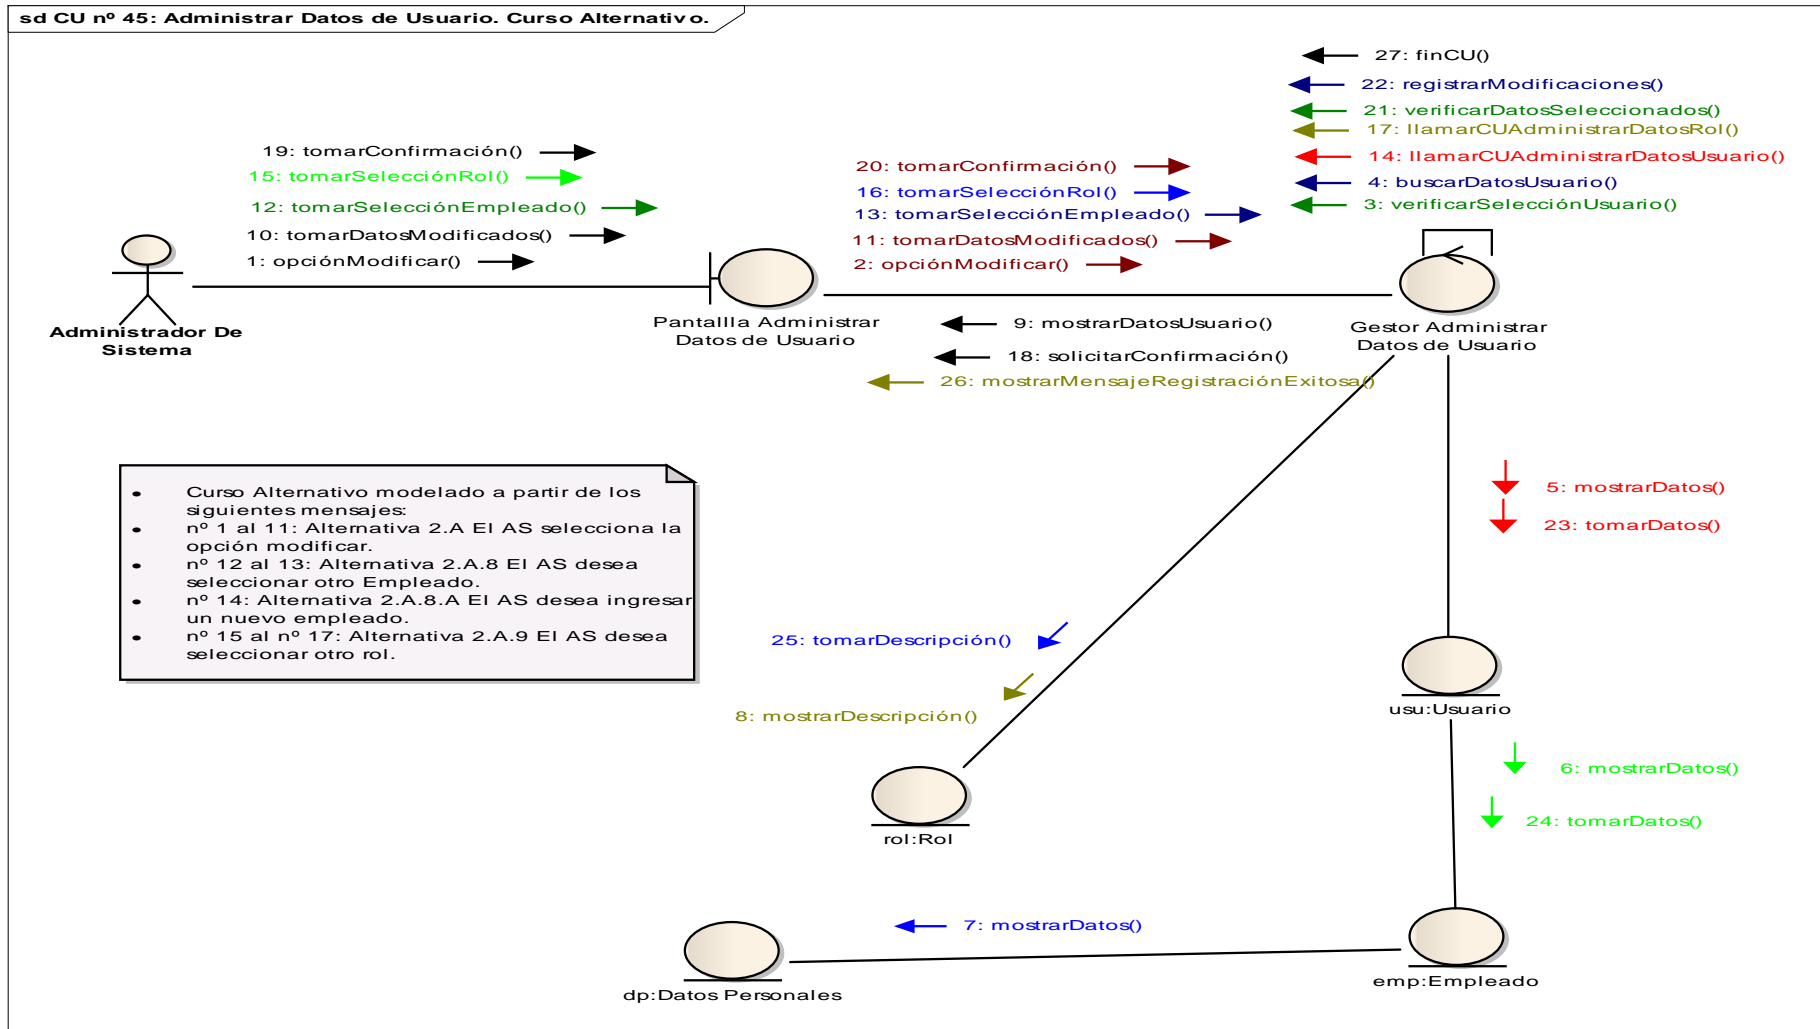 sd CU nº 45: Administrar Datos de Usuario. Curso Alternativo.
27: finCU()
22: registrarModificaciones()
21: verificarDatosSeleccionados()
17: llamarCUAdministrarDatosRol()
14: llamarCUAdministrarDatosUsuario()
4: buscarDatosUsuario()
3: verificarSelecciónUsuario()
19: tomarConfirmación()
15: tomarSelecciónRol()
12: tomarSelecciónEmpleado()
10: tomarDatosModificados()
1: opciónModificar()
20: tomarConfirmación()
16: tomarSelecciónRol()
13: tomarSelecciónEmpleado()
11: tomarDatosModificados()
2: opciónModificar()
Administrador De
Sistema
Pantallla Administrar
Datos de Usuario
Gestor Administrar
Datos de Usuario
9: mostrarDatosUsuario()
18: solicitarConfirmación()
26: mostrarMensajeRegistraciónExitosa()
• Curso Alternativo modelado a partir de los
siguientes mensajes:
• nº 1 al 11: Alternativa 2.A El AS selecciona la
opción modificar.
• nº 12 al 13: Alternativa 2.A.8 El AS desea
seleccionar otro Empleado.
• nº 14: Alternativa 2.A.8.A El AS desea ingresar
un nuevo empleado.
• nº 15 al nº 17: Alternativa 2.A.9 El AS desea
seleccionar otro rol.
5: mostrarDatos()
23: tomarDatos()
25: tomarDescripción()
8: mostrarDescripción()
usu:Usuario
6: mostrarDatos()
24: tomarDatos()
rol:Rol
7: mostrarDatos()
dp:Datos Personales
emp:Empleado